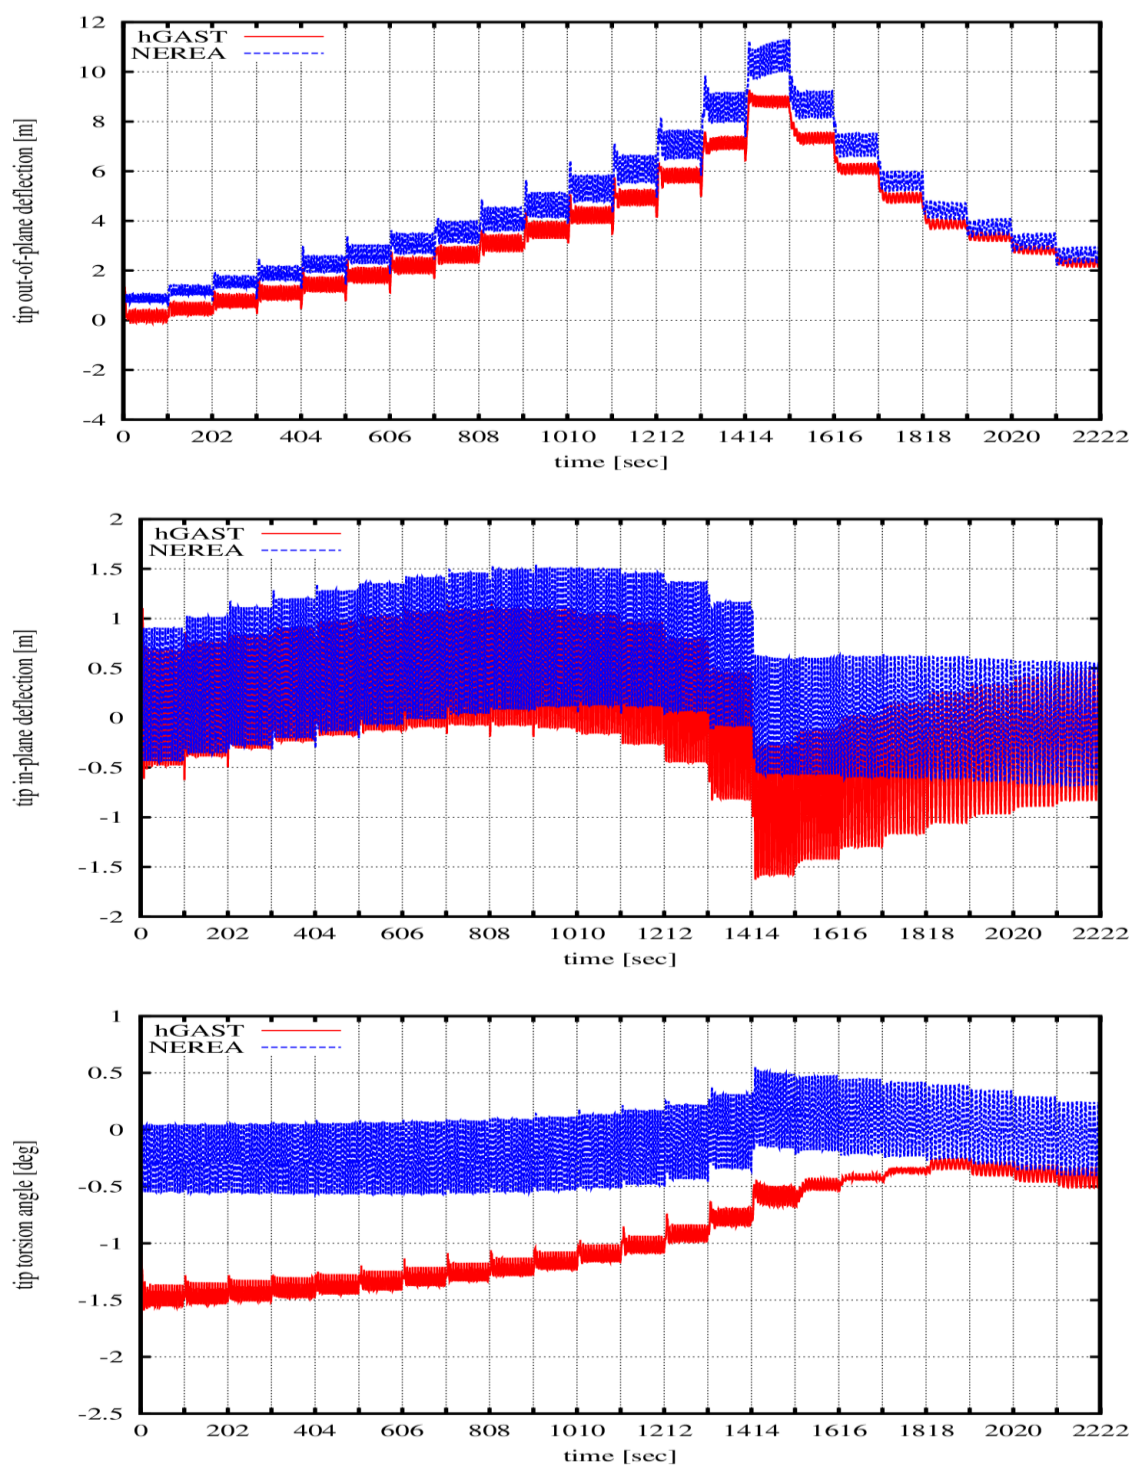 12
10
8
6
4
2
0
-2
-4
hGAST
NEREA
tip out-of-plane deflection [m]
0 202 404 606 808 1010 1212 1414 1616 1818 2020 2222
time [sec]
2
1.5
1
0.5
0
-0.5
-1
-1.5
-2
hGAST
NEREA
tip in-plane deflection [m]
0 202 404 606 808 1010 1212 1414 1616 1818 2020 2222
time [sec]
1
0.5
0
-0.5
-1
-1.5
-2
-2.5
hGAST
NEREA
tip torsion angle [deg]
0 202 404 606 808 1010 1212 1414 1616 1818 2020 2222
time [sec]